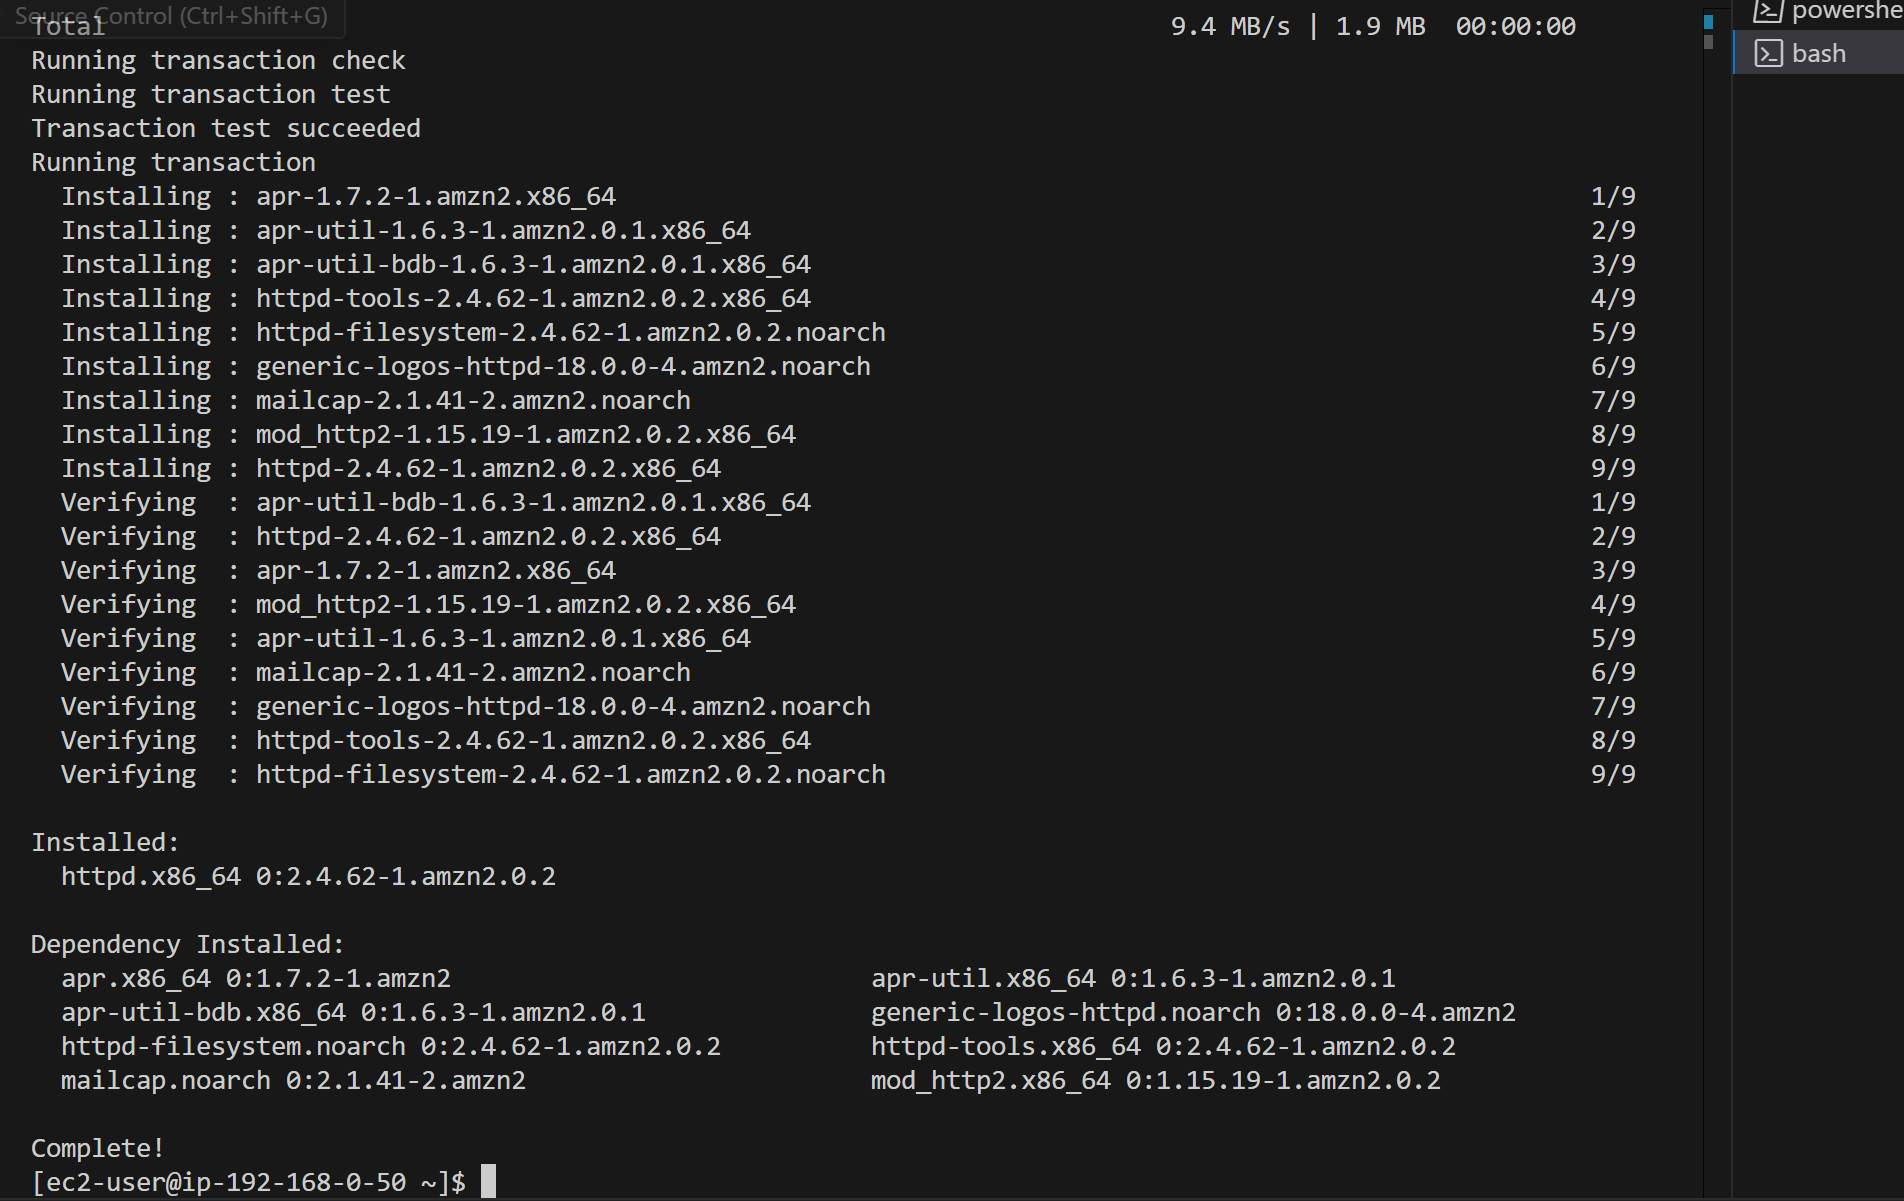 Source Control (Ctrl+Shift+G)
Total 9.4 MB/s | 1.9 MB 00:00:00
Running transaction check
Running transaction test
Transaction test succeeded
Running transaction
Installing : apr-1.7.2-1.amzn2.x86_64 1/9
Installing : apr-util-1.6.3-1.amzn2.0.1.x86_64 2/9
Installing : apr-util-bdb-1.6.3-1.amzn2.0.1.x86_64 3/9
Installing : httpd-tools-2.4.62-1.amzn2.0.2.x86_64 4/9
Installing : httpd-filesystem-2.4.62-1.amzn2.0.2.noarch 5/9
Installing : generic-logos-httpd-18.0.0-4.amzn2.noarch 6/9
Installing : mailcap-2.1.41-2.amzn2.noarch 7/9
Installing : mod_http2-1.15.19-1.amzn2.0.2.x86_64 8/9
Installing : httpd-2.4.62-1.amzn2.0.2.x86_64 9/9
Verifying : apr-util-bdb-1.6.3-1.amzn2.0.1.x86_64 1/9
Verifying : httpd-2.4.62-1.amzn2.0.2.x86_64 2/9
Verifying : apr-1.7.2-1.amzn2.x86_64 3/9
Verifying : mod_http2-1.15.19-1.amzn2.0.2.x86_64 4/9
Verifying : apr-util-1.6.3-1.amzn2.0.1.x86_64 5/9
Verifying : mailcap-2.1.41-2.amzn2.noarch 6/9
Verifying : generic-logos-httpd-18.0.0-4.amzn2.noarch 7/9
Verifying : httpd-tools-2.4.62-1.amzn2.0.2.x86_64 8/9
Verifying : httpd-filesystem-2.4.62-1.amzn2.0.2.noarch 9/9
Installed:
httpd.x86_64 0:2.4.62-1.amzn2.0.2
Dependency Installed:
apr.x86_64 0:1.7.2-1.amzn2 apr-util.x86_64 0:1.6.3-1.amzn2.0.1
apr-util-bdb.x86_64 0:1.6.3-1.amzn2.0.1 generic-logos-httpd.noarch 0:18.0.0-4.amzn2
httpd-filesystem.noarch 0:2.4.62-1.amzn2.0.2 httpd-tools.x86_64 0:2.4.62-1.amzn2.0.2
mailcap.noarch 0:2.1.41-2.amzn2 mod_http2.x86_64 0:1.15.19-1.amzn2.0.2
Complete!
[ec2-user@ip-192-168-0-50 ~]$
powershe
bash